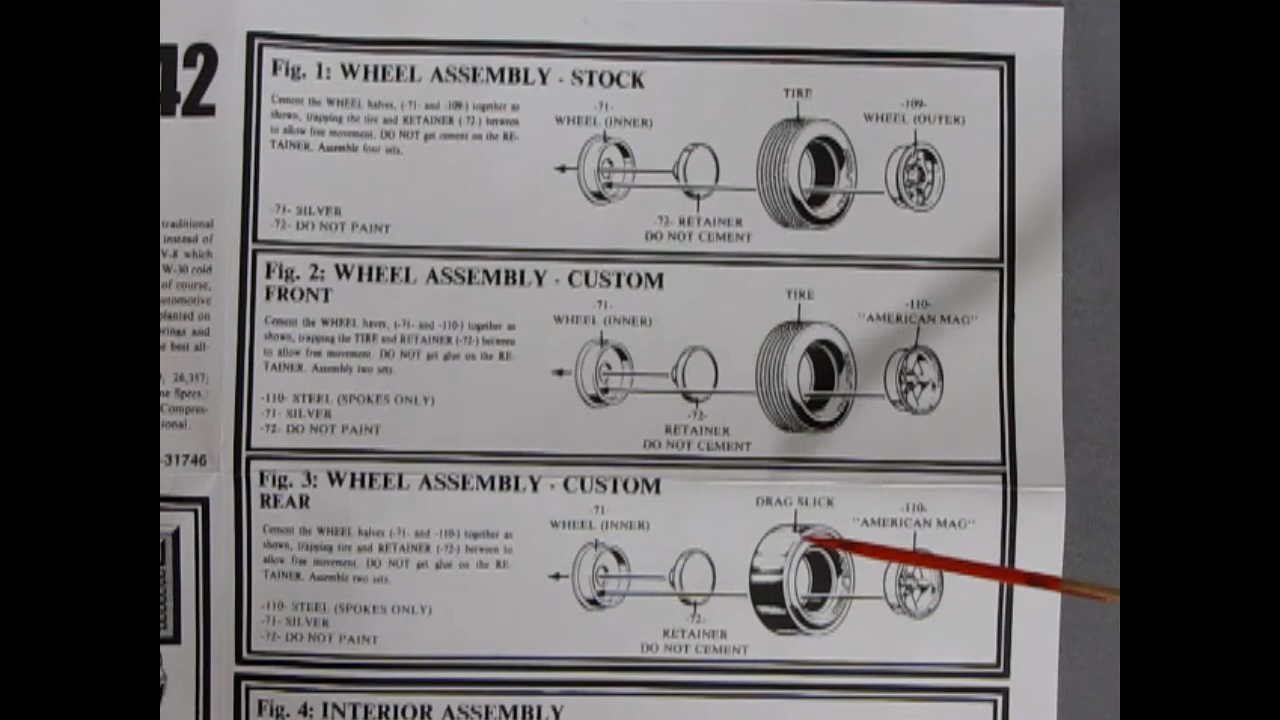 42
traditional
instead of
V-8 which
W-30 cold
of course,
automotive
planted on
rings and
best all-
, 26,357;
ne Specs.:
Compres-
ional.
-31746
Fig. 1: WHEEL ASSEMBLY - STOCK
Cement the WHEEL halves, (-71- and -109-) together as
shown, trapping the tire and RETAINER (-72-) between
to allow free movement. DO NOT get cement on the RE-
TAINER. Assemble four sets.
-71- SILVER
-72- DO NOT PAINT
-71-
WHEEL (INNER)
-72- RETAINER
DO NOT CEMENT
TIRE
-109-
WHEEL (OUTER)
Fig. 2: WHEEL ASSEMBLY - CUSTOM
FRONT
Cement the WHEEL haves, (-71- and -110-) together as
shown, trapping the TIRE and RETAINER (-72-) between
to allow free movement. DO NOT get glue on the RE-
TAINER. Assembly two sets.
-110- STEEL (SPOKES ONLY)
-71- SILVER
-72- DO NOT PAINT
-71-
WHEEL (INNER)
-72-
RETAINER
DO NOT CEMENT
TIRE
-110-
"AMERICAN MAG"
Fig. 3: WHEEL ASSEMBLY - CUSTOM
REAR
Cement the WHEEL halves (-71- and -110-) together as
shown, trapping tire and RETAINER (-72-) between to
allow free movement. DO NOT get glue on the RE-
TAINER. Assemble two sets.
-110- STEEL (SPOKES ONLY)
-71- SILVER
-72- DO NOT PAINT
-71-
WHEEL (INNER)
-72-
RETAINER
DO NOT CEMENT
DRAG SLICK
-110-
"AMERICAN MAG"
Fig. 4: INTERIOR ASSEMBLY